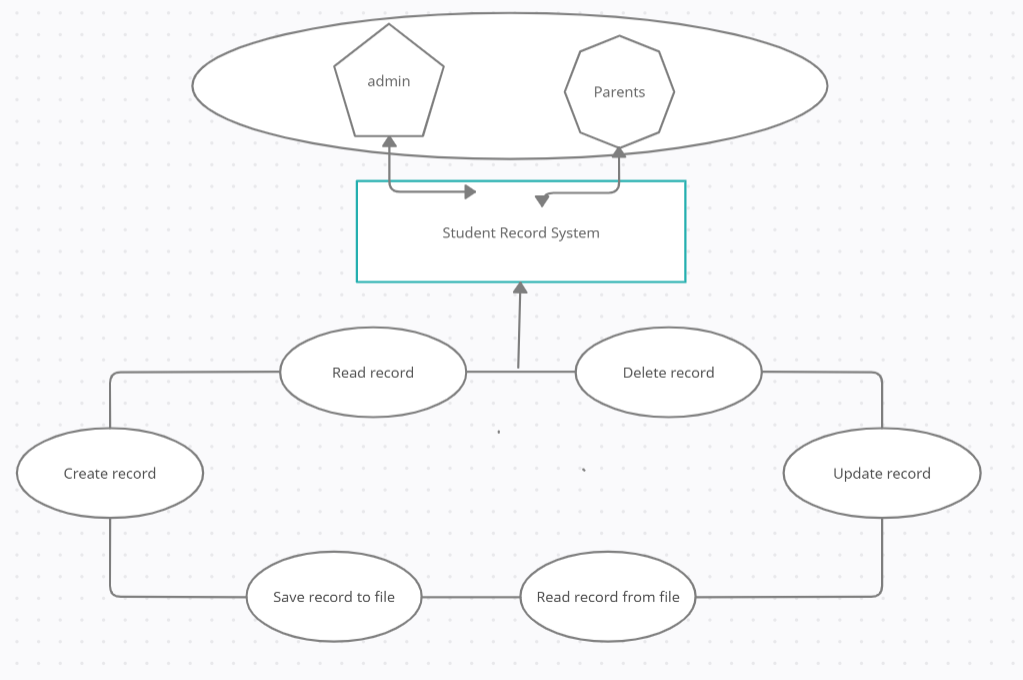 admin
Parents
Student Record System
Read record
Delete record
Create record
Update record
Save record to file
Read record from file